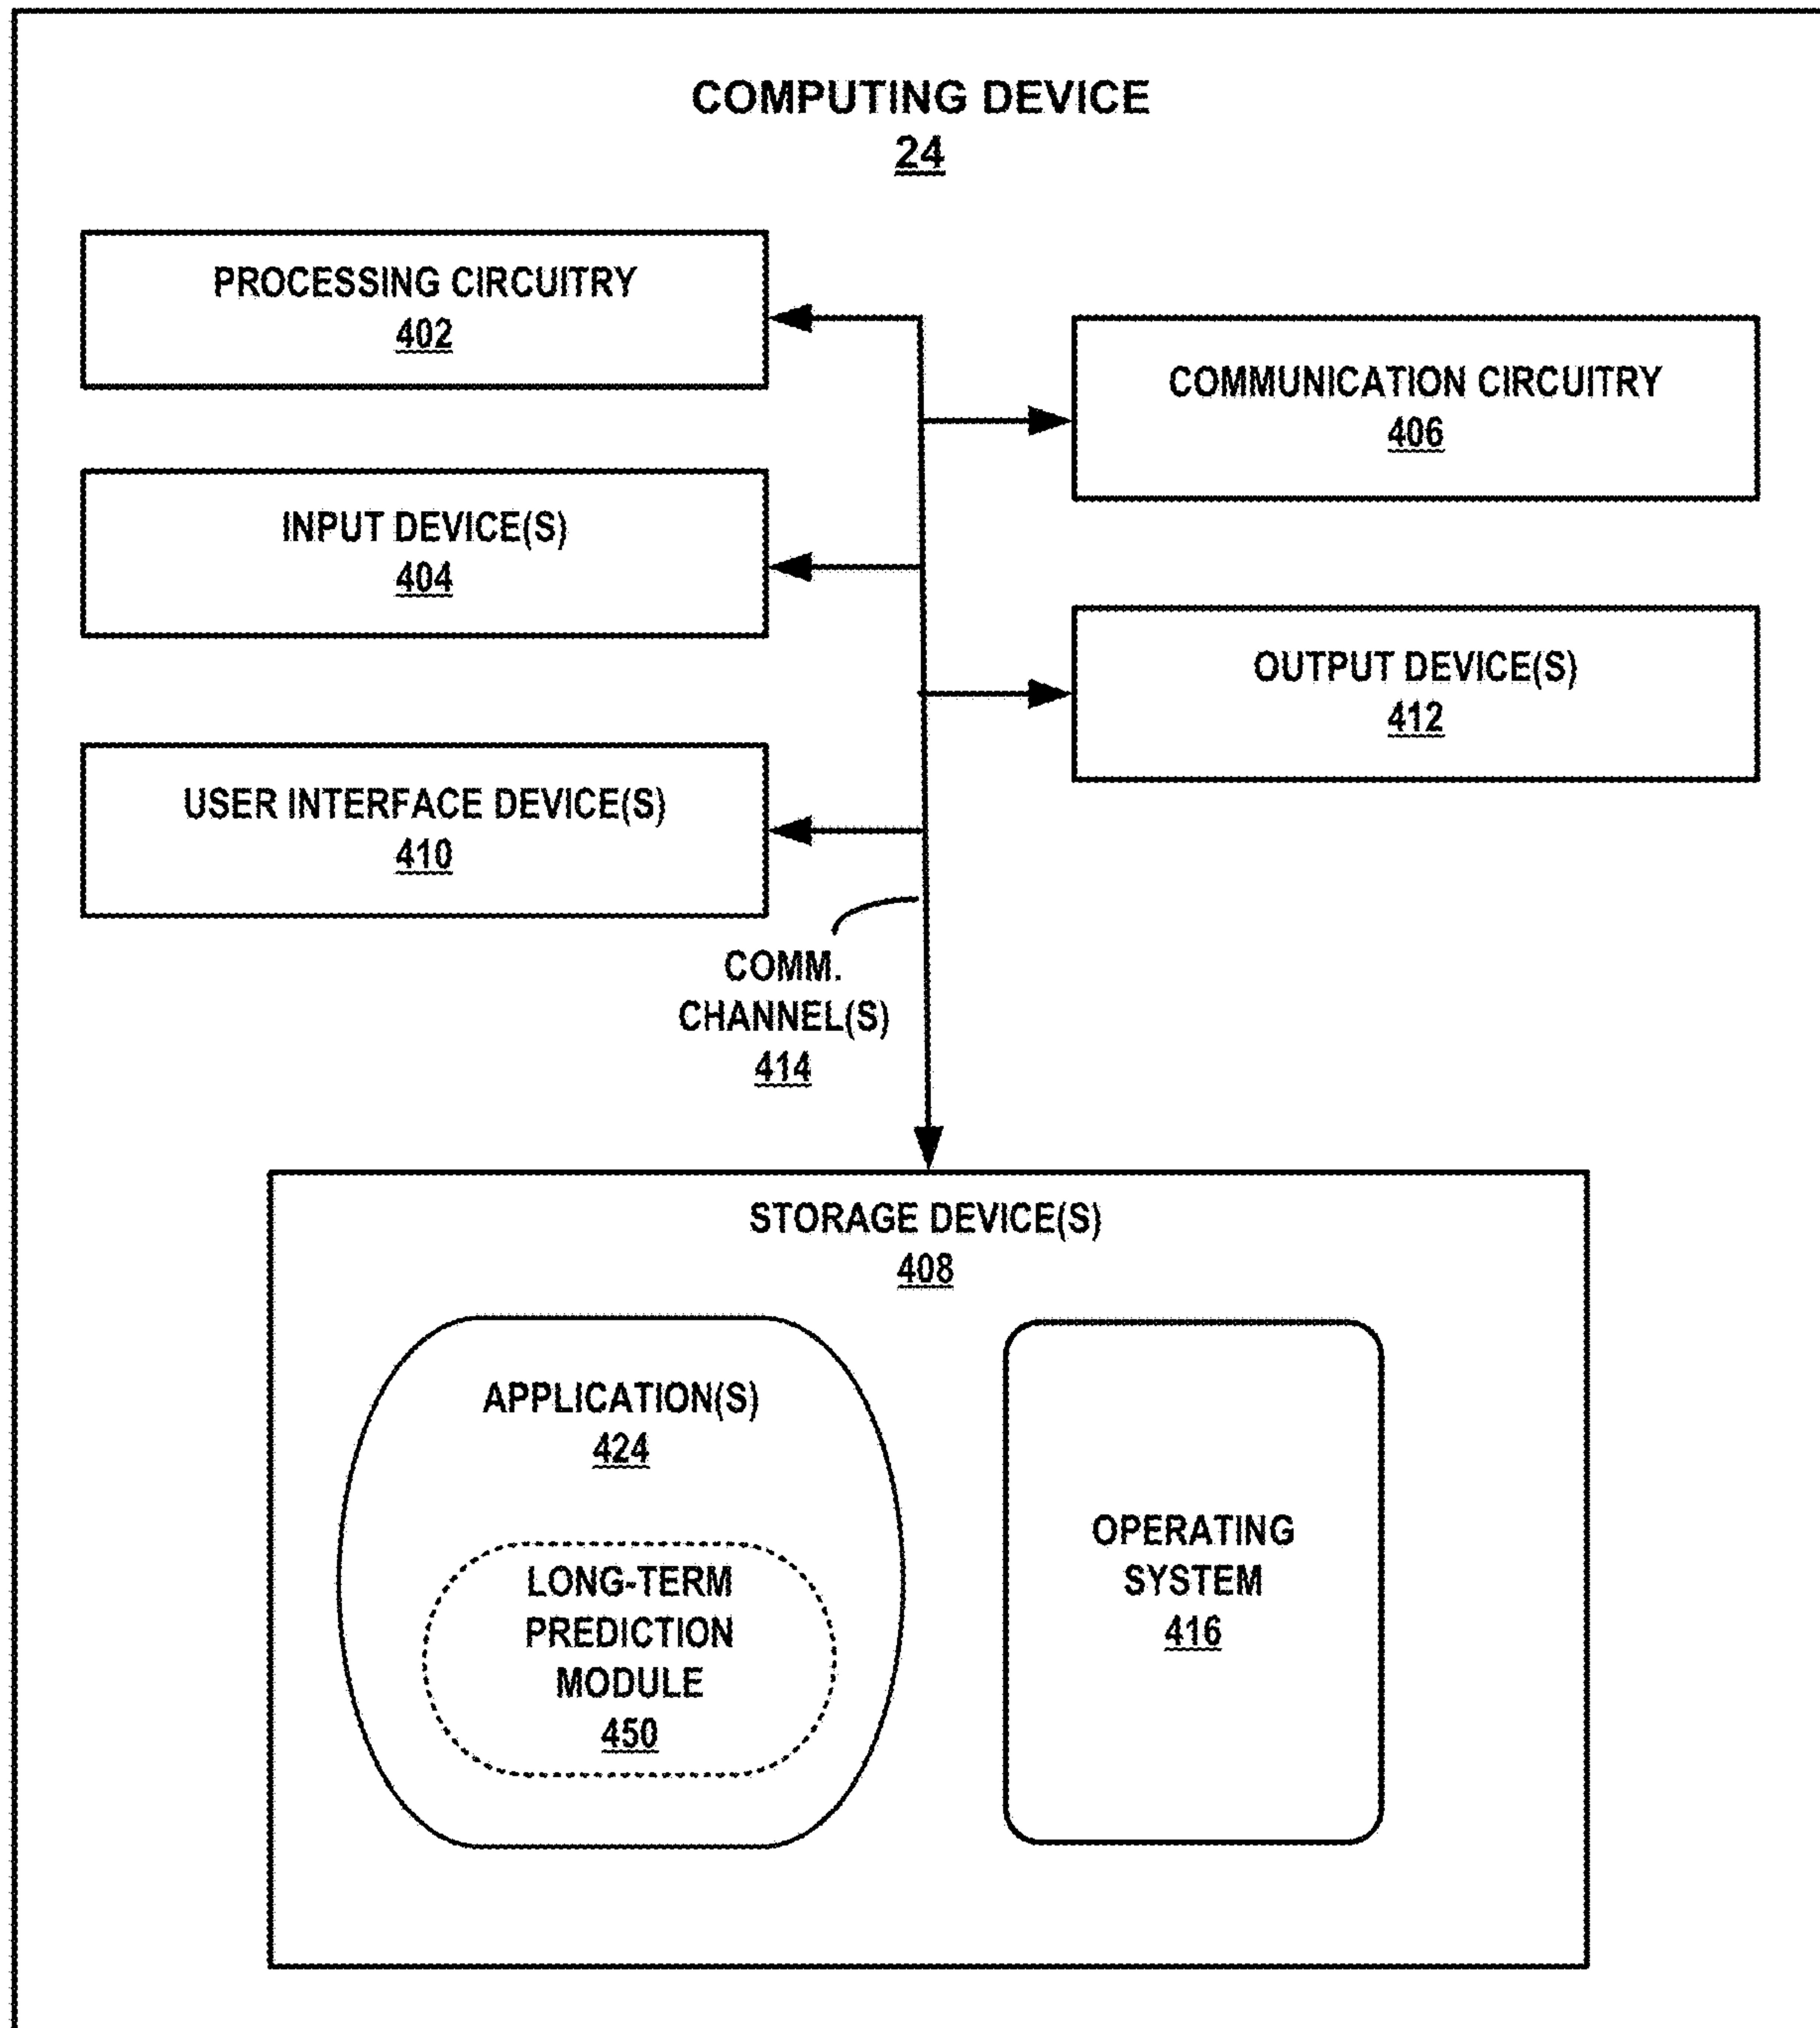 COMPUTING DEVICE
24
PROCESSING CIRCUITRY
402
COMMUNICATION CIRCUITRY
406
INPUT DEVICE(S)
404
OUTPUT DEVICE(S)
412
USER INTERFACE DEVICE(S)
410
COMM.
CHANNEL(S)
414
STORAGE DEVICE(S)
408
APPLICATION(S)
424
LONG-TERM
PREDICTION
MODULE
450
OPERATING
SYSTEM
416